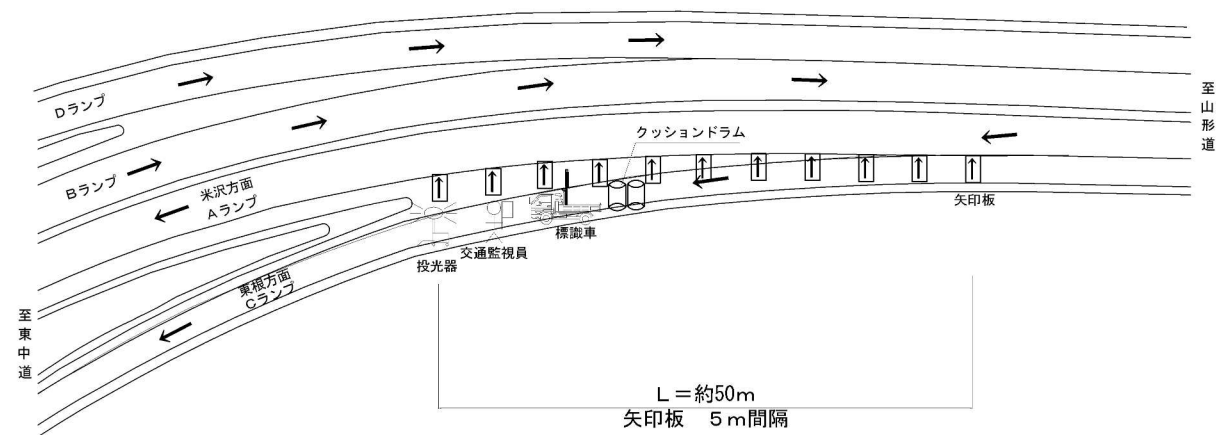 Dランプ
至山形道
クッションドラム
Bランプ
米沢方面
Aランプ
矢印板
標識車
交通監視員
投光器
東根方面
Cランプ
至東中道
L=約50m
矢印板 5m間隔